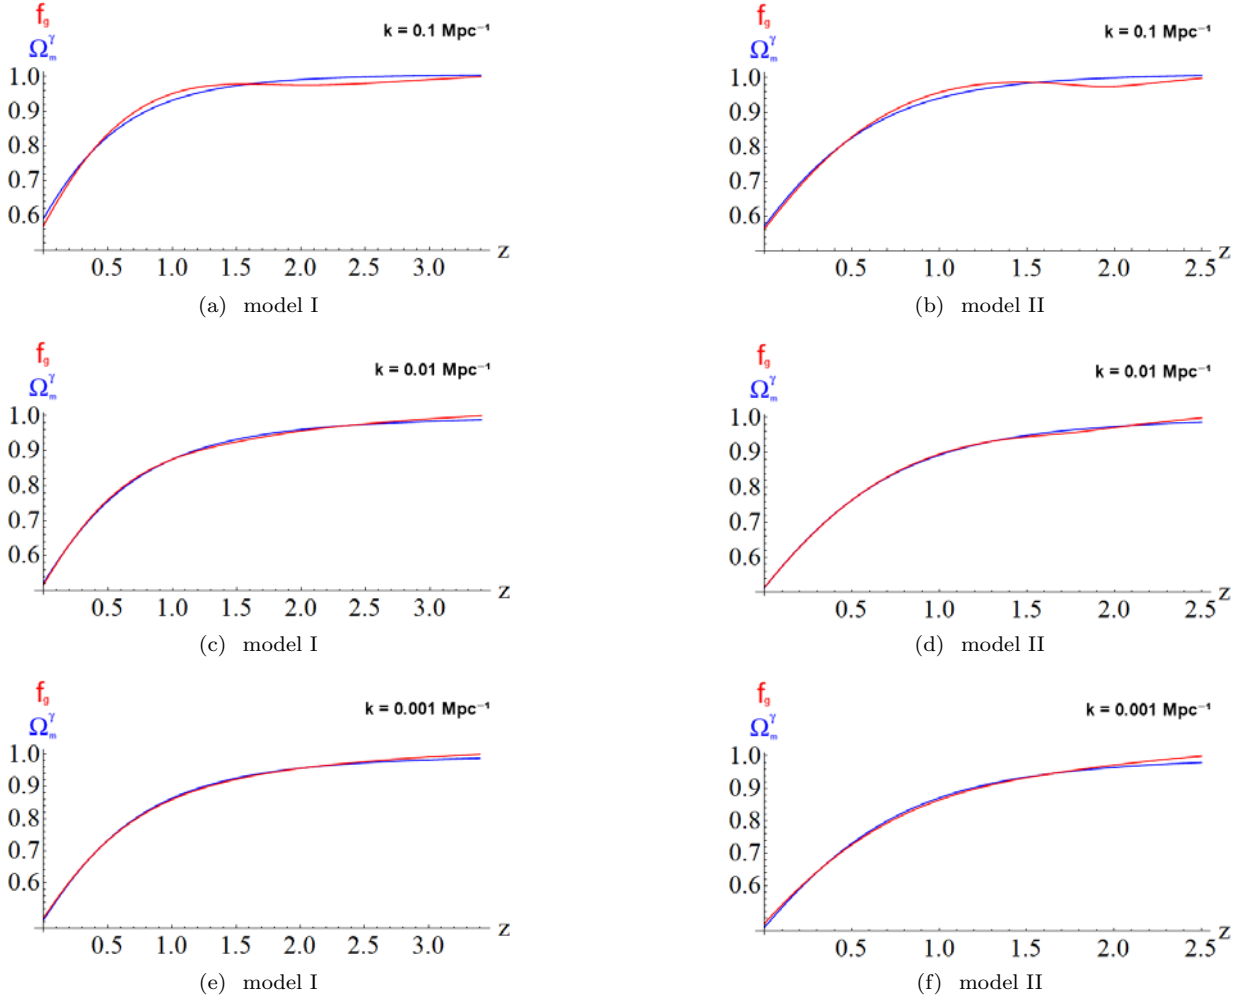 f_g
Ω_m^γ
k = 0.1 Mpc⁻¹
1.0
0.9
0.8
0.7
0.6
0.5 1.0 1.5 2.0 2.5 3.0 z
(a) model I
f_g
Ω_m^γ
k = 0.1 Mpc⁻¹
1.0
0.9
0.8
0.7
0.6
0.5 1.0 1.5 2.0 2.5 z
(b) model II
f_g
Ω_m^γ
k = 0.01 Mpc⁻¹
1.0
0.9
0.8
0.7
0.6
0.5 1.0 1.5 2.0 2.5 3.0 z
(c) model I
f_g
Ω_m^γ
k = 0.01 Mpc⁻¹
1.0
0.9
0.8
0.7
0.6
0.5 1.0 1.5 2.0 2.5 z
(d) model II
f_g
Ω_m^γ
k = 0.001 Mpc⁻¹
1.0
0.9
0.8
0.7
0.6
0.5 1.0 1.5 2.0 2.5 3.0 z
(e) model I
f_g
Ω_m^γ
k = 0.001 Mpc⁻¹
1.0
0.9
0.8
0.7
0.6
0.5 1.0 1.5 2.0 2.5 z
(f) model II